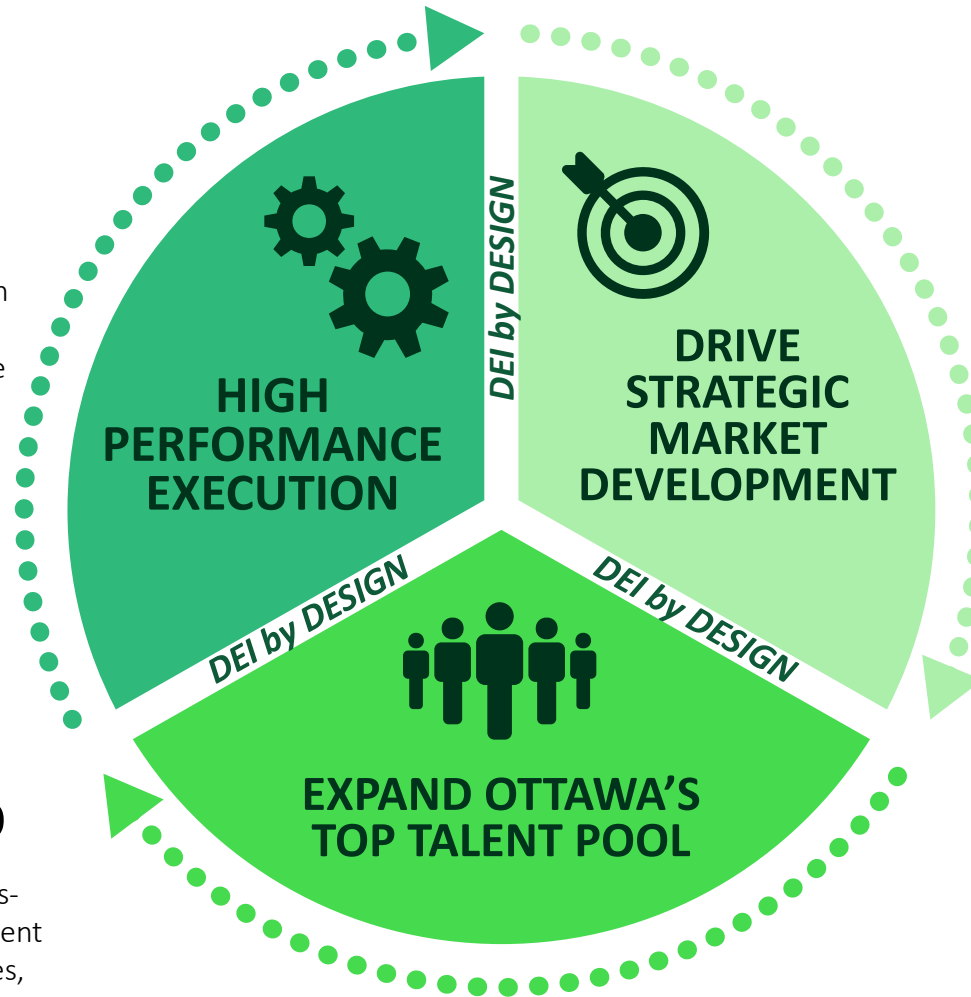 DEI by DESIGN
HIGH
PERFORMANCE
EXECUTION
DRIVE
STRATEGIC
MARKET
DEVELOPMENT
DEI by DESIGN
DEI by DESIGN
EXPAND OTTAWA'S
TOP TALENT POOL